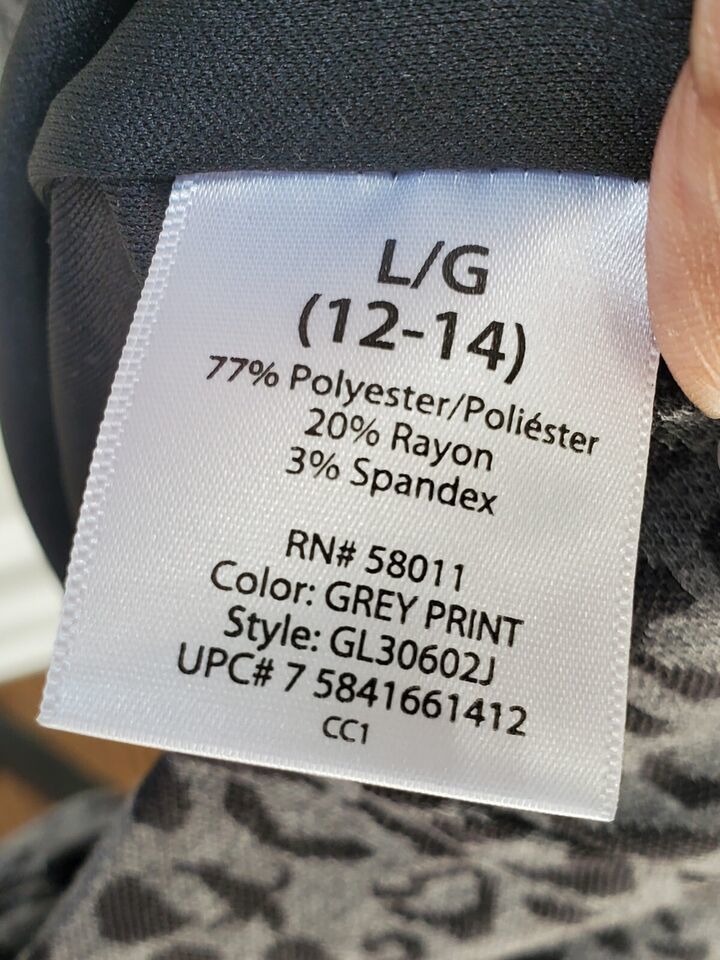 L/G
(12-14)
77% Polyester/Poliéster
20% Rayon
3% Spandex
RN# 58011
Color: GREY PRINT
Style: GL30602J
UPC# 7 5841661412
CC1